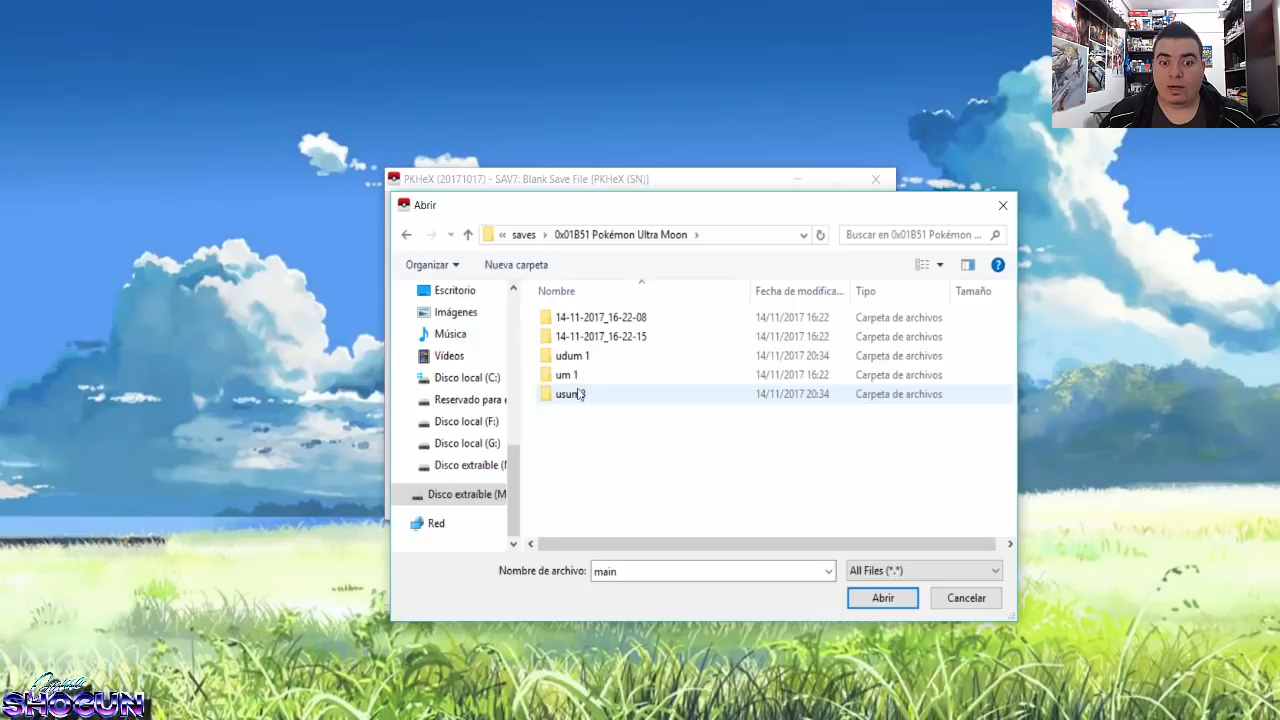 PKHeX (20171017) - SAV7: Blank Save File [PKHeX (SN)]
Abrir
« saves › 0x01B51 Pokémon Ultra Moon ›
Buscar en 0x01B51 Pokémon ...
Organizar
Nueva carpeta
Nombre
Fecha de modifica...
Tipo
Tamaño
Escritorio
Imágenes
Música
Vídeos
Disco local (C:)
Reservado para e
Disco local (F:)
Disco local (G:)
Disco extraíble (
Disco extraíble (M
Red
14-11-2017_16-22-08 14/11/2017 16:22 Carpeta de archivos
14-11-2017_16-22-15 14/11/2017 16:22 Carpeta de archivos
udum 1 14/11/2017 20:34 Carpeta de archivos
um 1 14/11/2017 16:22 Carpeta de archivos
14/11/2017 20:34 Carpeta de archivos
Nombre de archivo: main
All Files (*.*)
Abrir
Cancelar
SHOGUN